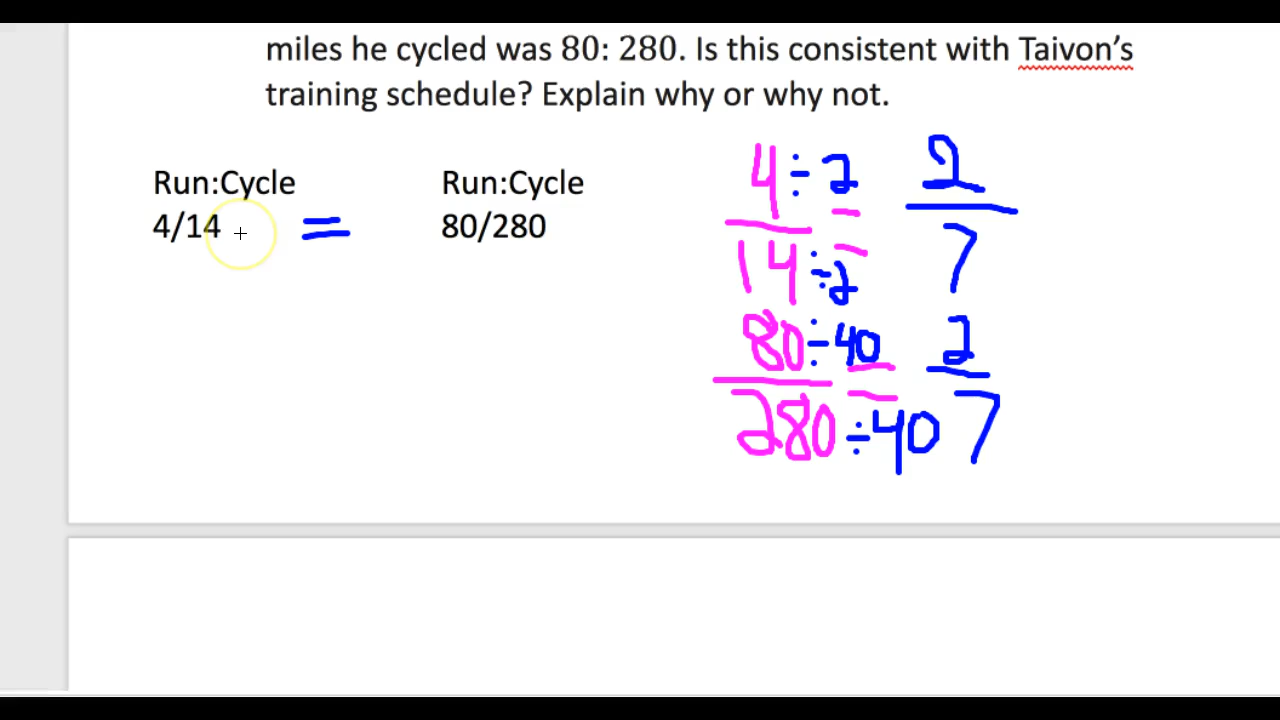 miles he cycled was 80: 280. Is this consistent with Taivon’s
training schedule? Explain why or why not.
Run:Cycle Run:Cycle
4/14 = 80/280
4 ÷ 2 = 2
14 ÷ 2 7
80 ÷ 40 = 2
280 ÷ 40 7